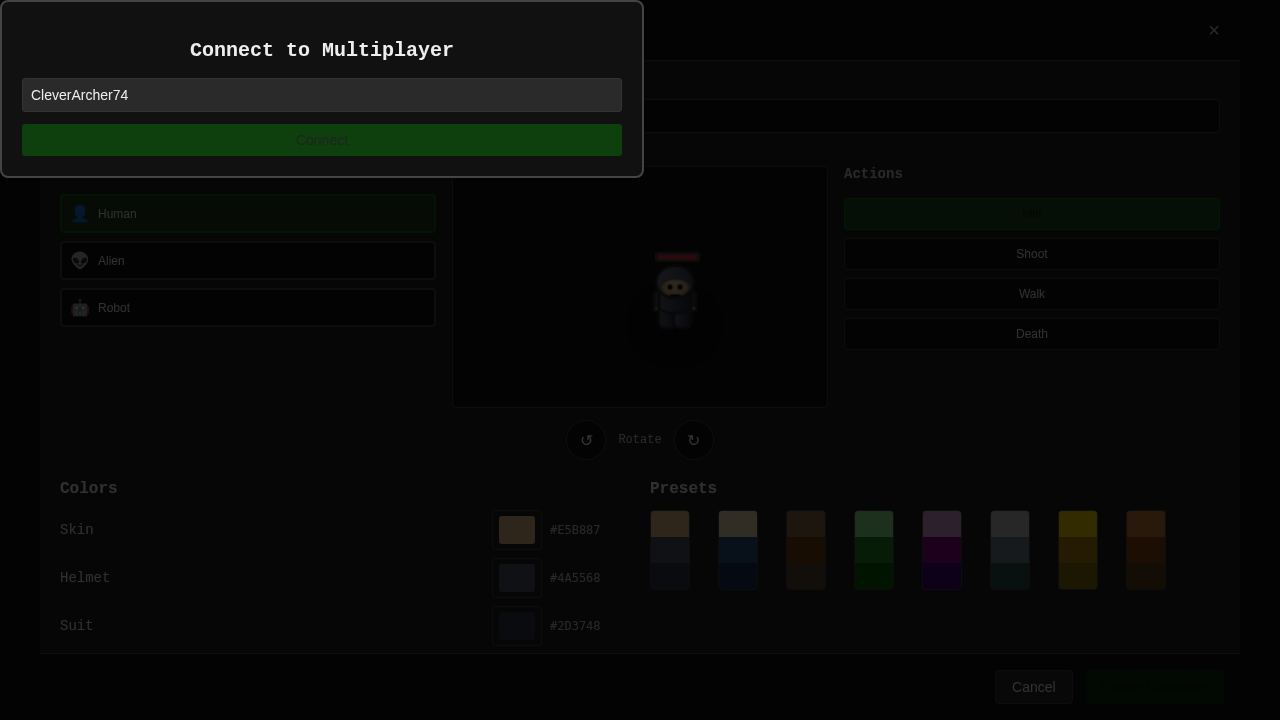 Connect to Multiplayer
CleverArcher74
Connect
×
Actions
Human
Alien
Robot
Shoot
Walk
Death
↺ Rotate ↻
Colors
Skin #E5B887
Helmet #4A5568
Suit #2D3748
Presets
Cancel